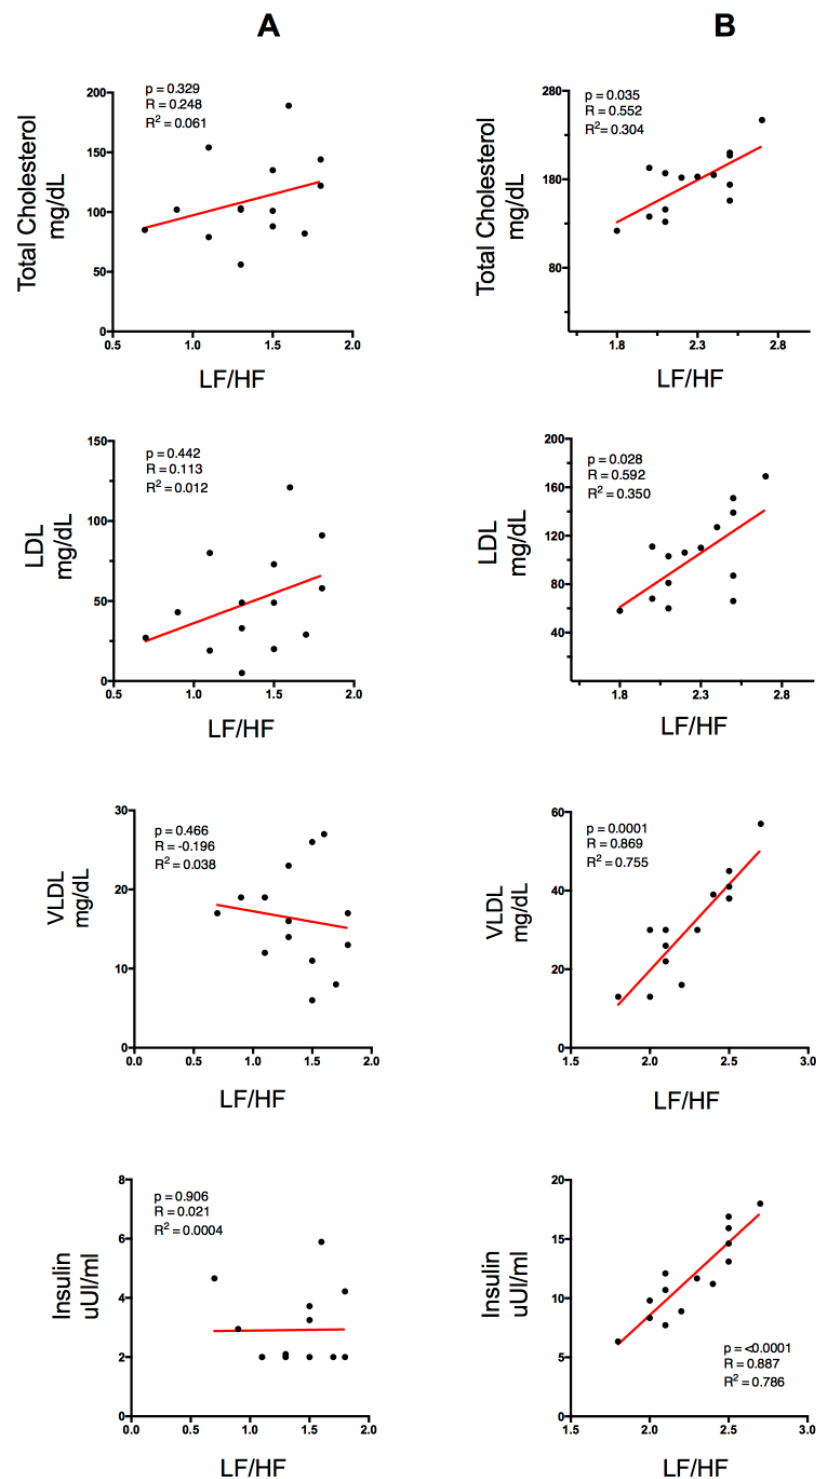 A
B
p = 0.329
R = 0.248
R² = 0.061
200
150
100
50
0
0.5
1.0
1.5
2.0
Total Cholesterol
mg/dL
LF/HF
p = 0.035
R = 0.552
R²= 0.304
280
180
80
1.8
2.3
2.8
Total Cholesterol
mg/dL
LF/HF
p = 0.442
R = 0.113
R² = 0.012
150
100
50
0
0.5
1.0
1.5
2.0
LDL
mg/dL
LF/HF
p = 0.028
R = 0.592
R² = 0.350
200
160
120
80
40
1.8
2.3
2.8
LDL
mg/dL
LF/HF
p = 0.466
R = -0.196
R² = 0.038
30
20
10
0
0.0
0.5
1.0
1.5
2.0
VLDL
mg/dL
LF/HF
p = 0.0001
R = 0.869
R² = 0.755
60
40
20
0
1.5
2.0
2.5
3.0
VLDL
mg/dL
LF/HF
p = 0.906
R = 0.021
R² = 0.0004
8
6
4
2
0
0.0
0.5
1.0
1.5
2.0
Insulin
uUI/ml
LF/HF
p = <0.0001
R = 0.887
R² = 0.786
20
15
10
5
0
1.5
2.0
2.5
3.0
Insulin
uUI/ml
LF/HF